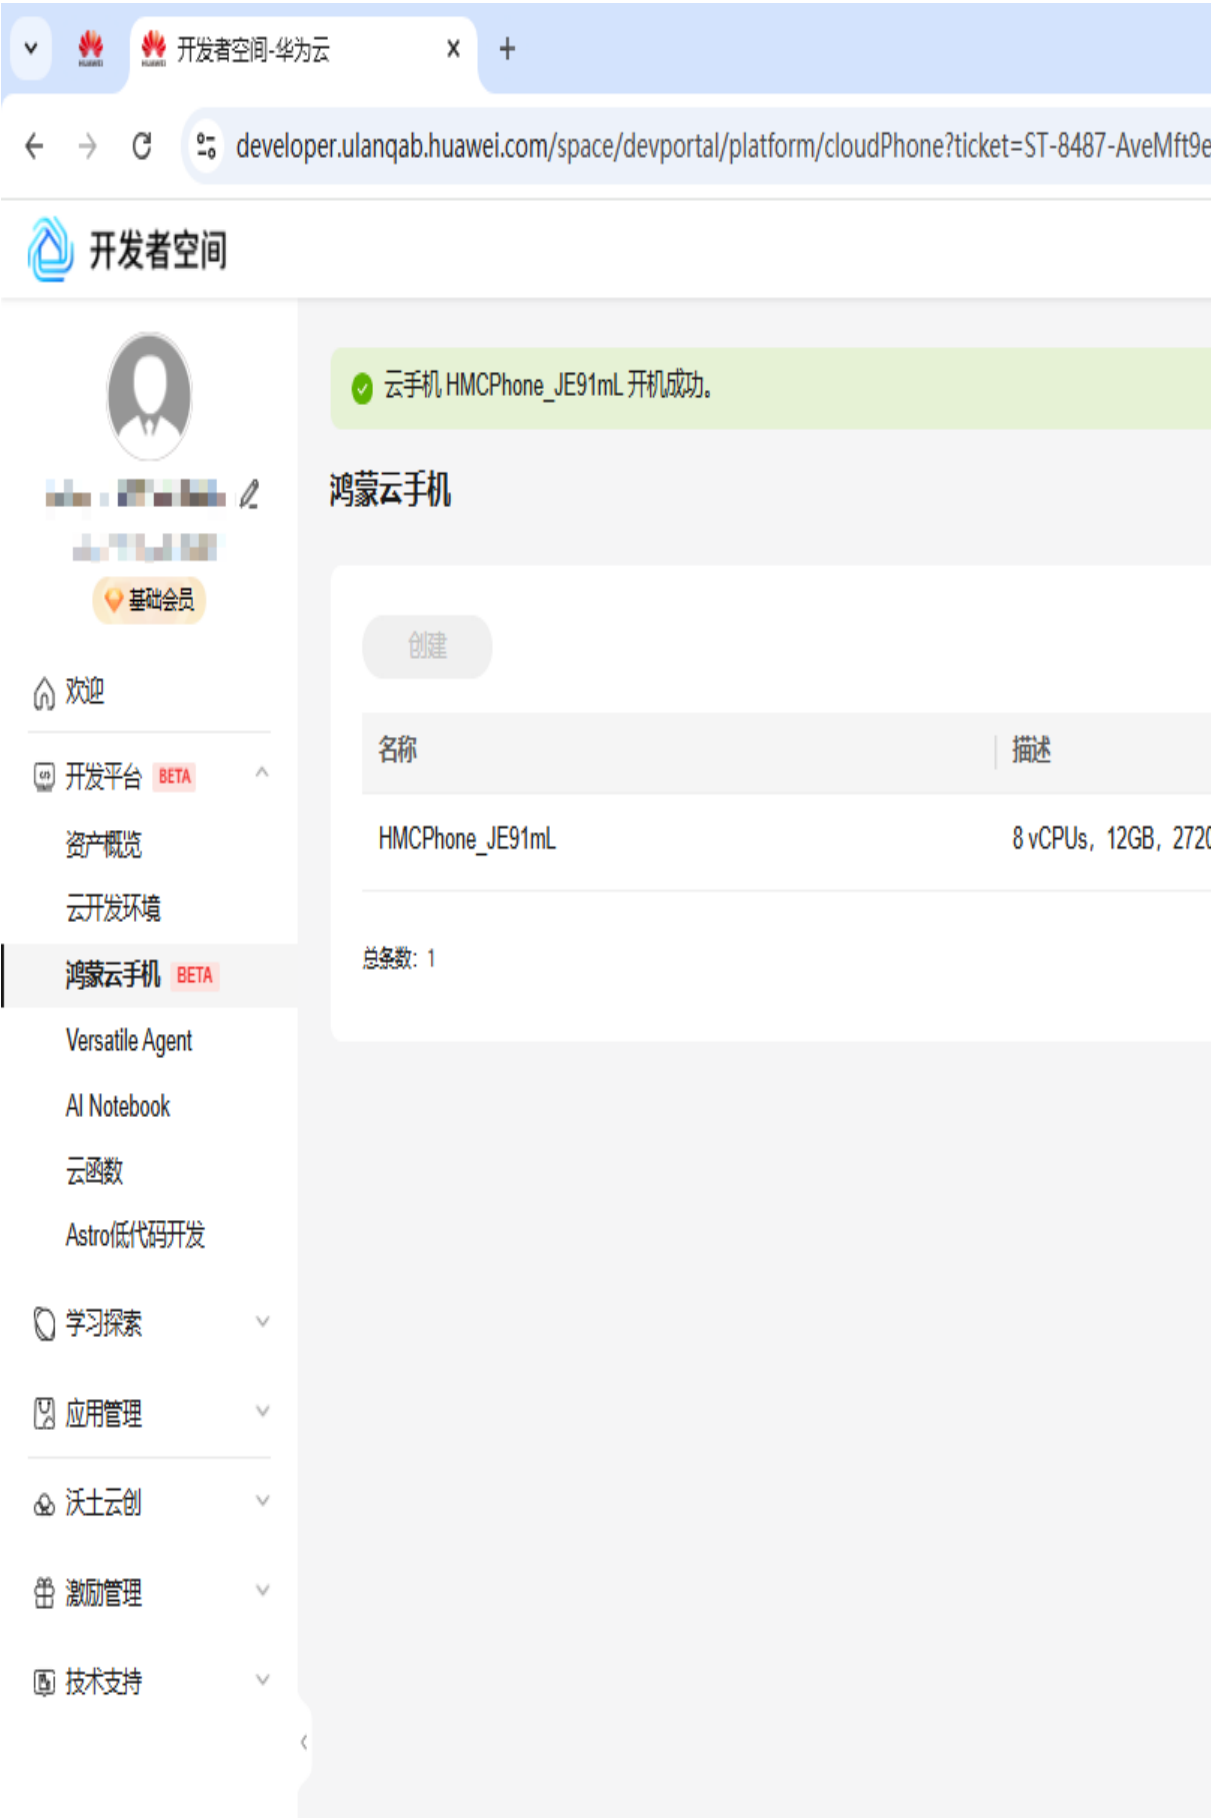 开发者空间-华为云
developer.ulanqab.huawei.com/space/devportal/platform/cloudPhone?ticket=ST-8487-AveMft9e
开发者空间
云手机 HMCPhone_JE91mL 开机成功。
鸿蒙云手机
基础会员
创建
欢迎
名称 描述
开发平台 BETA
资产概览
HMCPhone_JE91mL 8 vCPUs, 12GB, 2720
云开发环境
总条数: 1
鸿蒙云手机 BETA
Versatile Agent
AI Notebook
云函数
Astro低代码开发
学习探索
应用管理
沃土云创
激励管理
技术支持